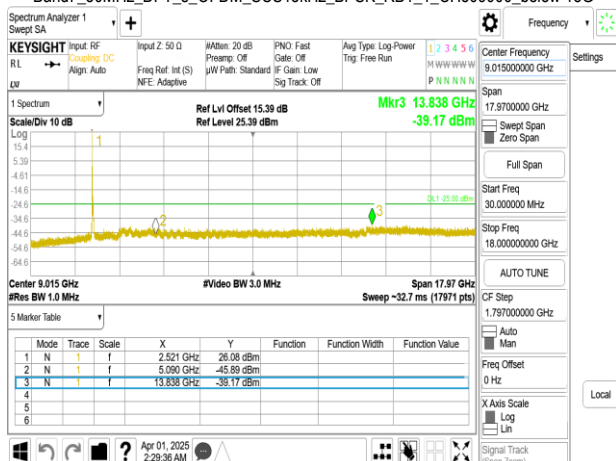 Spectrum Analyzer 1
Swept SA
+
Frequency
Settings
KEYSIGHT
RL
Input: RF
Coupling: DC
Align: Auto
Input Z: 50 Ω
Freq Ref: Int (S)
NFE: Adaptive
#Atten: 20 dB
Preamp: Off
µW Path: Standard
PNO: Fast
Gate: Off
IF Gain: Low
Sig Track: Off
Avg Type: Log-Power
Trig: Free Run
1 2 3 4 5 6
M W W W W W
P N N N N N
1 Spectrum
Scale/Div 10 dB
Log
Ref Lvl Offset 15.39 dB
Ref Level 25.39 dBm
Mkr3 13.838 GHz
-39.17 dBm
15.4
5.39
-4.61
-14.6
-24.6
-34.6
-44.6
-54.6
-64.6
1
2
3
DL1 -25.00 dBm
Center 9.015 GHz
#Video BW 3.0 MHz
Span 17.97 GHz
#Res BW 1.0 MHz
Sweep ~32.7 ms (17971 pts)
5 Marker Table
Mode Trace Scale X Y Function Function Width Function Value
1 N 1 f 2.521 GHz 26.08 dBm
2 N 1 f 5.090 GHz -45.89 dBm
3 N 1 f 13.838 GHz -39.17 dBm
4
5
6
Apr 01, 2025
2:29:36 AM
Center Frequency
9.015000000 GHz
Span
17.9700000 GHz
Swept Span
Zero Span
Full Span
Start Freq
30.000000 MHz
Stop Freq
18.000000000 GHz
AUTO TUNE
CF Step
1.797000000 GHz
Auto
Man
Freq Offset
0 Hz
X Axis Scale
Log
Lin
Signal Track
Local